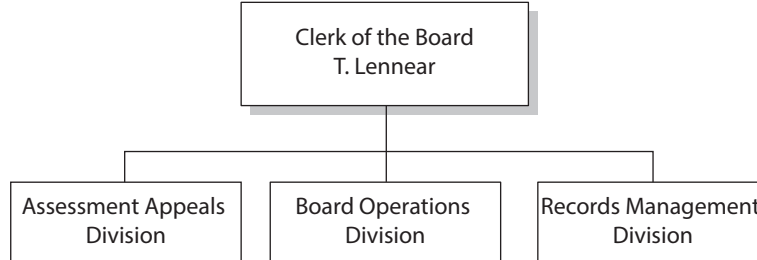 Clerk of the Board
T. Lennear
Assessment Appeals
Division
Board Operations
Division
Records Management
Division